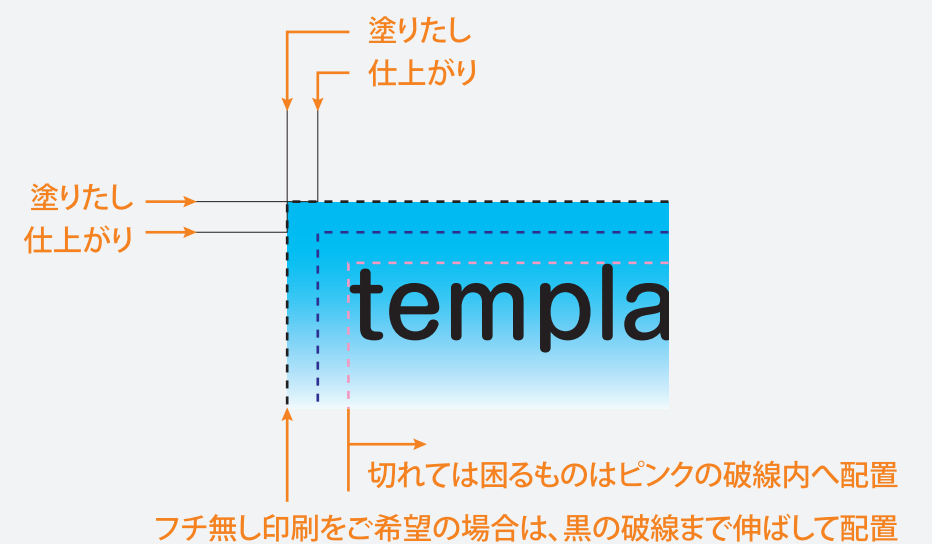 塗りたし
仕上がり
塗りたし
仕上がり
templa
切れては困るものはピンクの破線内へ配置
フチ無し印刷をご希望の場合は、黒の破線まで伸ばして配置